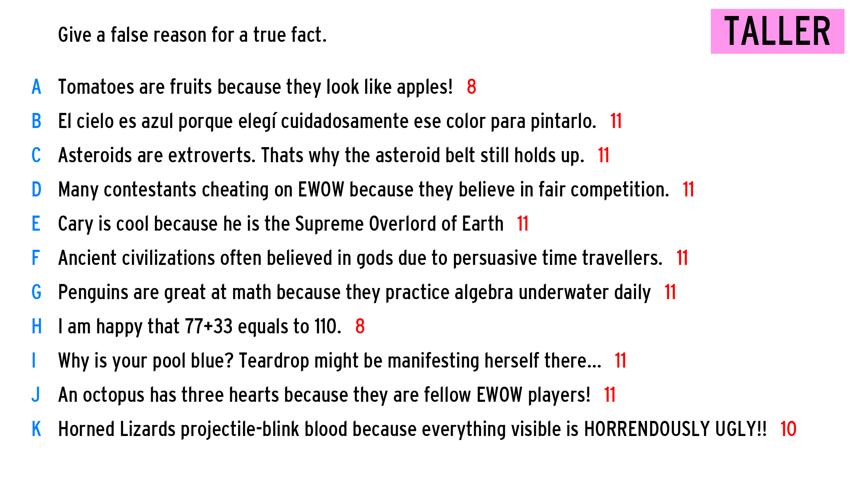 Give a false reason for a true fact.
TALLER
A Tomatoes are fruits because they look like apples! 8
B El cielo es azul porque elegí cuidadosamente ese color para pintarlo. 11
C Asteroids are extroverts. Thats why the asteroid belt still holds up. 11
D Many contestants cheating on EWOW because they believe in fair competition. 11
E Cary is cool because he is the Supreme Overlord of Earth 11
F Ancient civilizations often believed in gods due to persuasive time travellers. 11
G Penguins are great at math because they practice algebra underwater daily 11
H I am happy that 77+33 equals to 110. 8
I Why is your pool blue? Teardrop might be manifesting herself there... 11
J An octopus has three hearts because they are fellow EWOW players! 11
K Horned Lizards projectile-blink blood because everything visible is HORRENDOUSLY UGLY!! 10